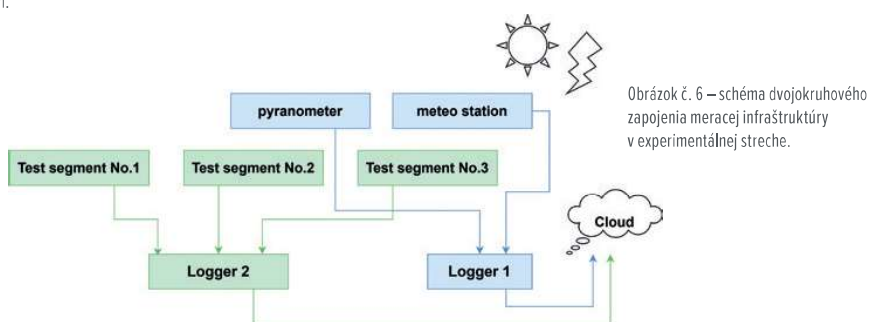 pyranometer
meteo station
Obrázok č. 6 – schéma dvojokruhového
zapojenia meracej infraštruktúry
v experimentálnej streche.
Test segment No.1
Test segment No.2
Test segment No.3
Cloud
Logger 2
Logger 1